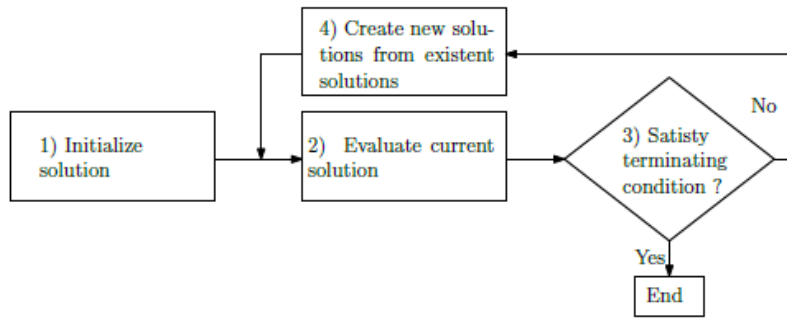 4) Create new solu-
tions from existent
solutions
No
1) Initialize
solution
2) Evaluate current
solution
3) Satisty
terminating
condition ?
Yes
End